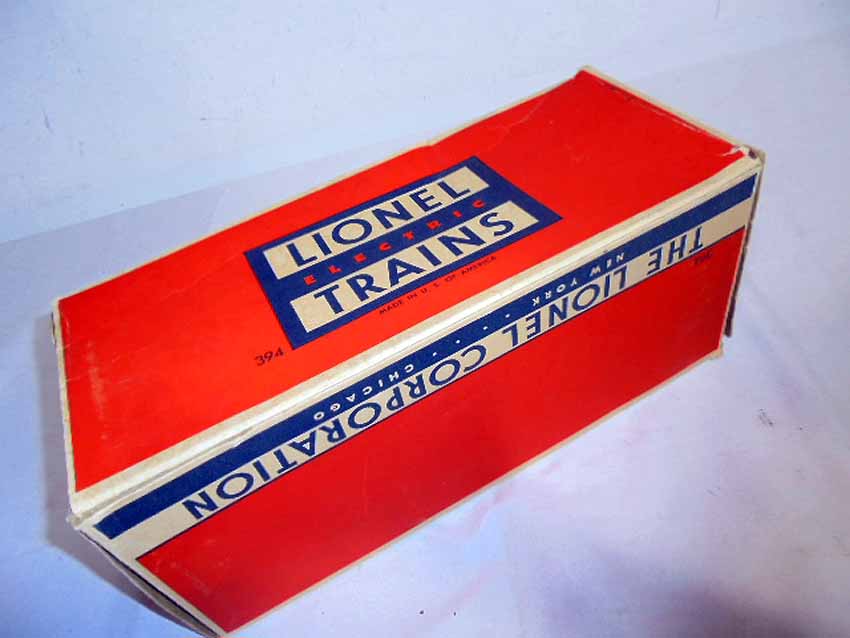 LIONEL
ELECTRIC
TRAINS
MADE IN U. S. OF AMERICA
394
THE LIONEL CORPORATION
NEW YORK . . . . . CHICAGO